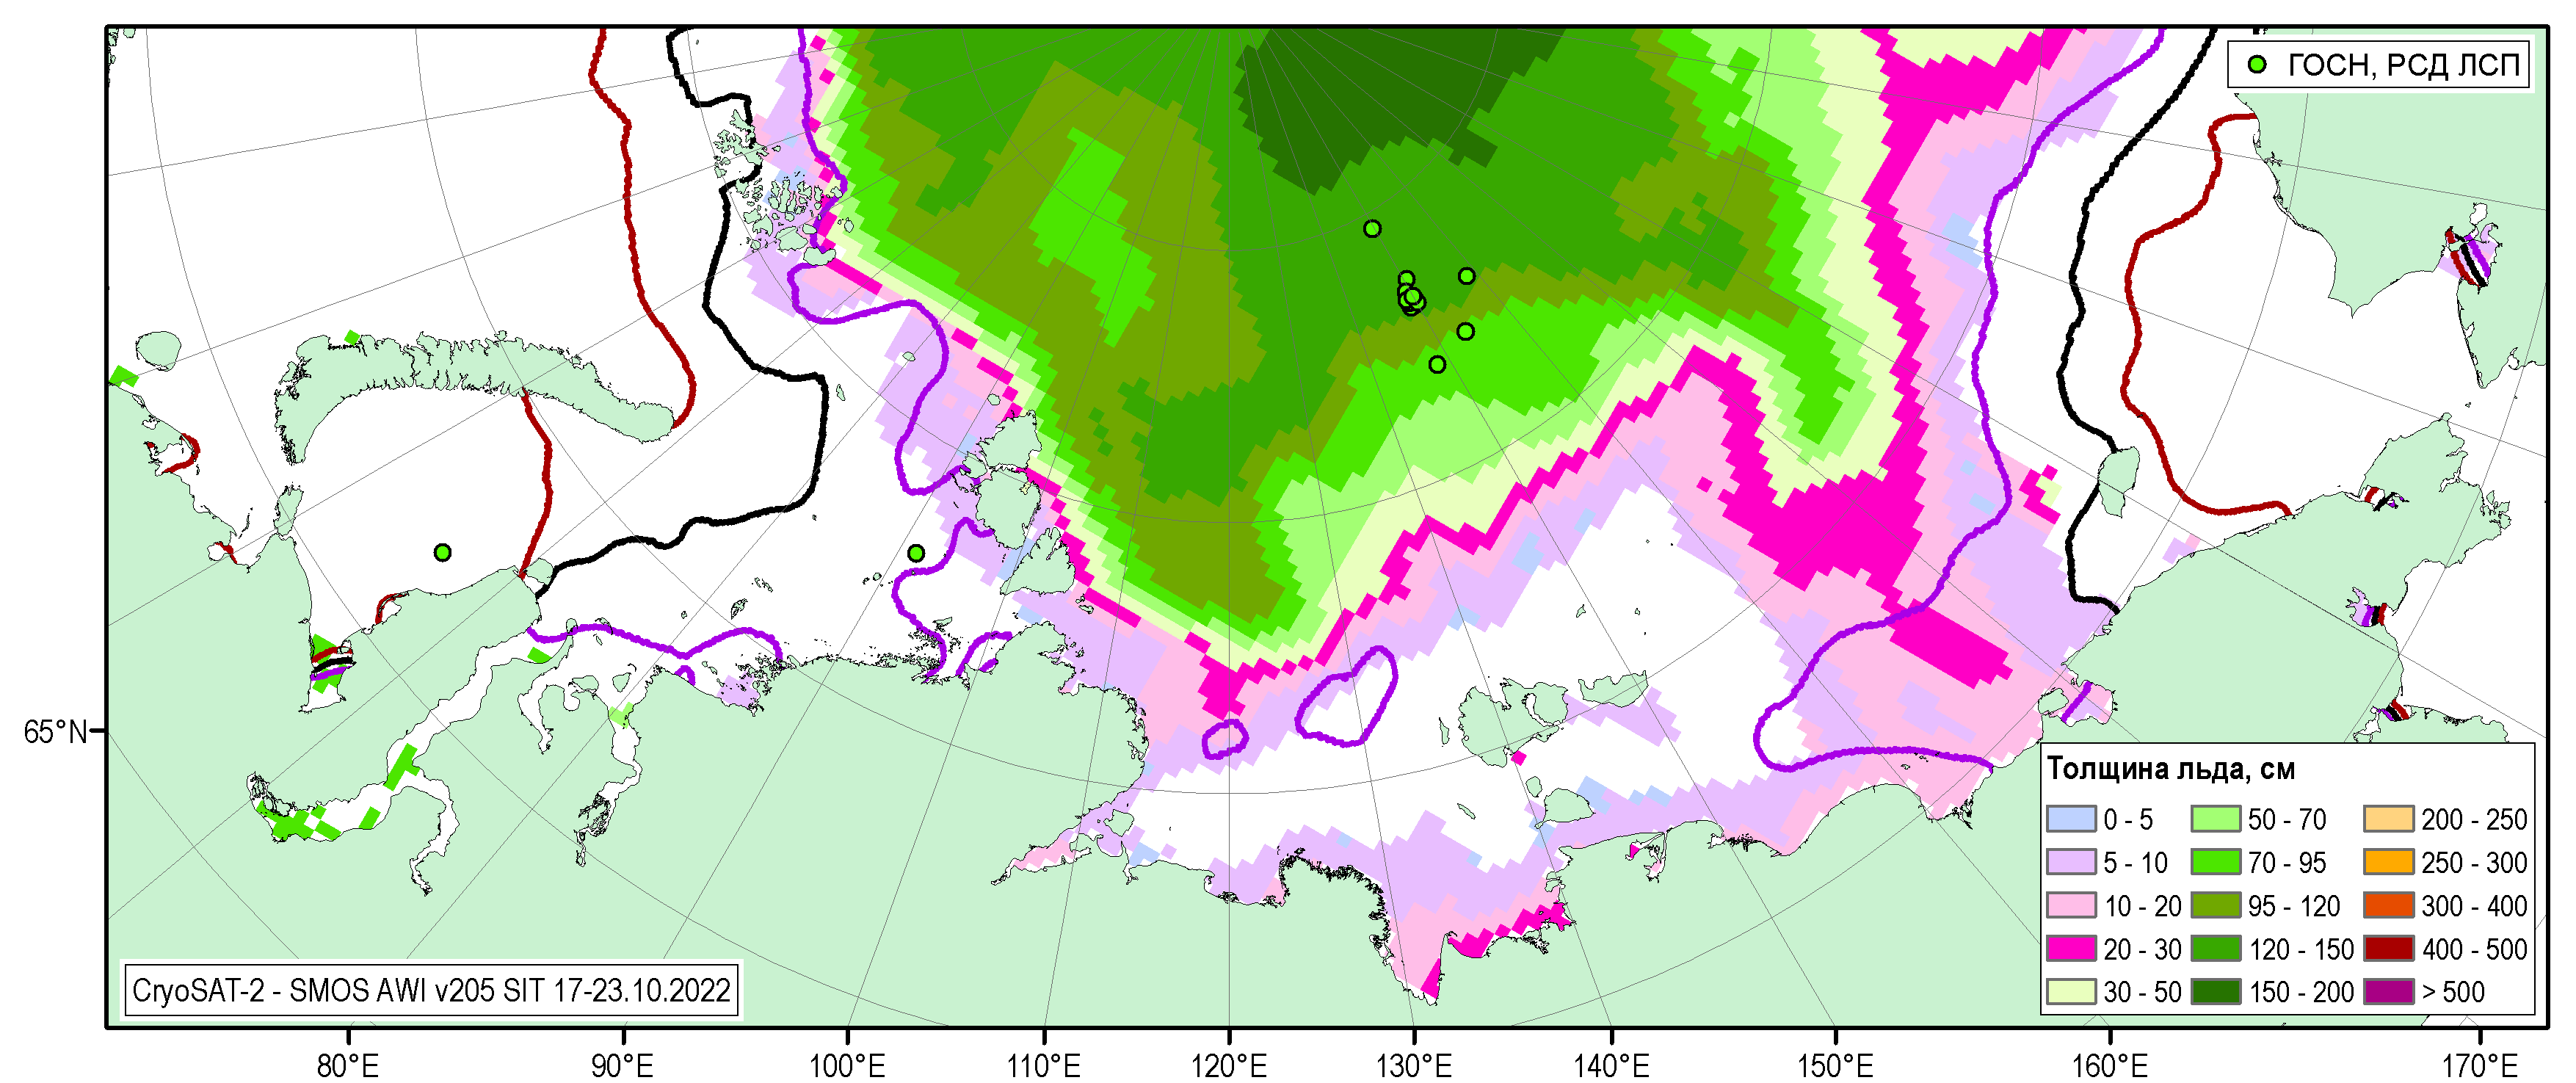 ГОСН, РСД ЛСП
65°N
Толщина льда, см
0 - 5
50 - 70
200 - 250
5 - 10
70 - 95
250 - 300
10 - 20
95 - 120
300 - 400
20 - 30
120 - 150
400 - 500
30 - 50
150 - 200
> 500
CryoSAT-2 - SMOS AWI v205 SIT 17-23.10.2022
80°E
90°E
100°E
110°E
120°E
130°E
140°E
150°E
160°E
170°E